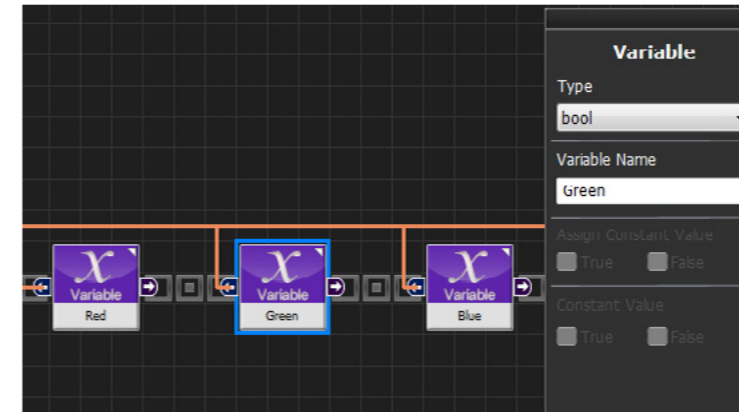 Variable
Type
bool
Variable Name
Green
Assign Constant Value
True False
Constant Value
True False
X
Variable
Red
X
Variable
Green
X
Variable
Blue